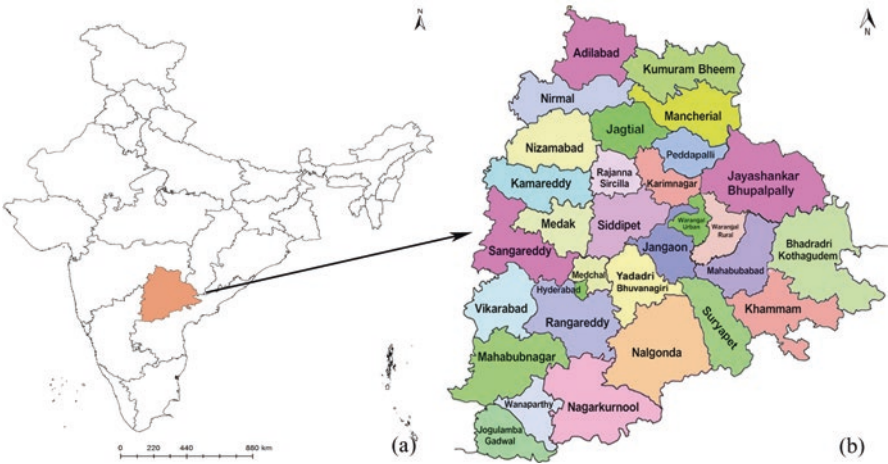 N
N
Adilabad
Kumuram Bheem
Nirmal
Mancherial
Jagtial
Nizamabad
Peddapalli
Rajanna
Sircilla
Jayashankar
Bhupalpally
Kamareddy
Karimnagar
Medak
Siddipet
Warangal
Urban
Warangal
Rural
Sangareddy
Jangaon
Bhadradri
Kothagudem
Mahabubabad
Medchal
Yadadri
Bhuvanagiri
Hyderabad
Vikarabad
Khammam
Suryapet
Rangareddy
Nalgonda
Mahabubnagar
Wanaparthy
Nagarkurnool
Jogulamba
Gadwal
(a)
(b)
0 220 440 880 km